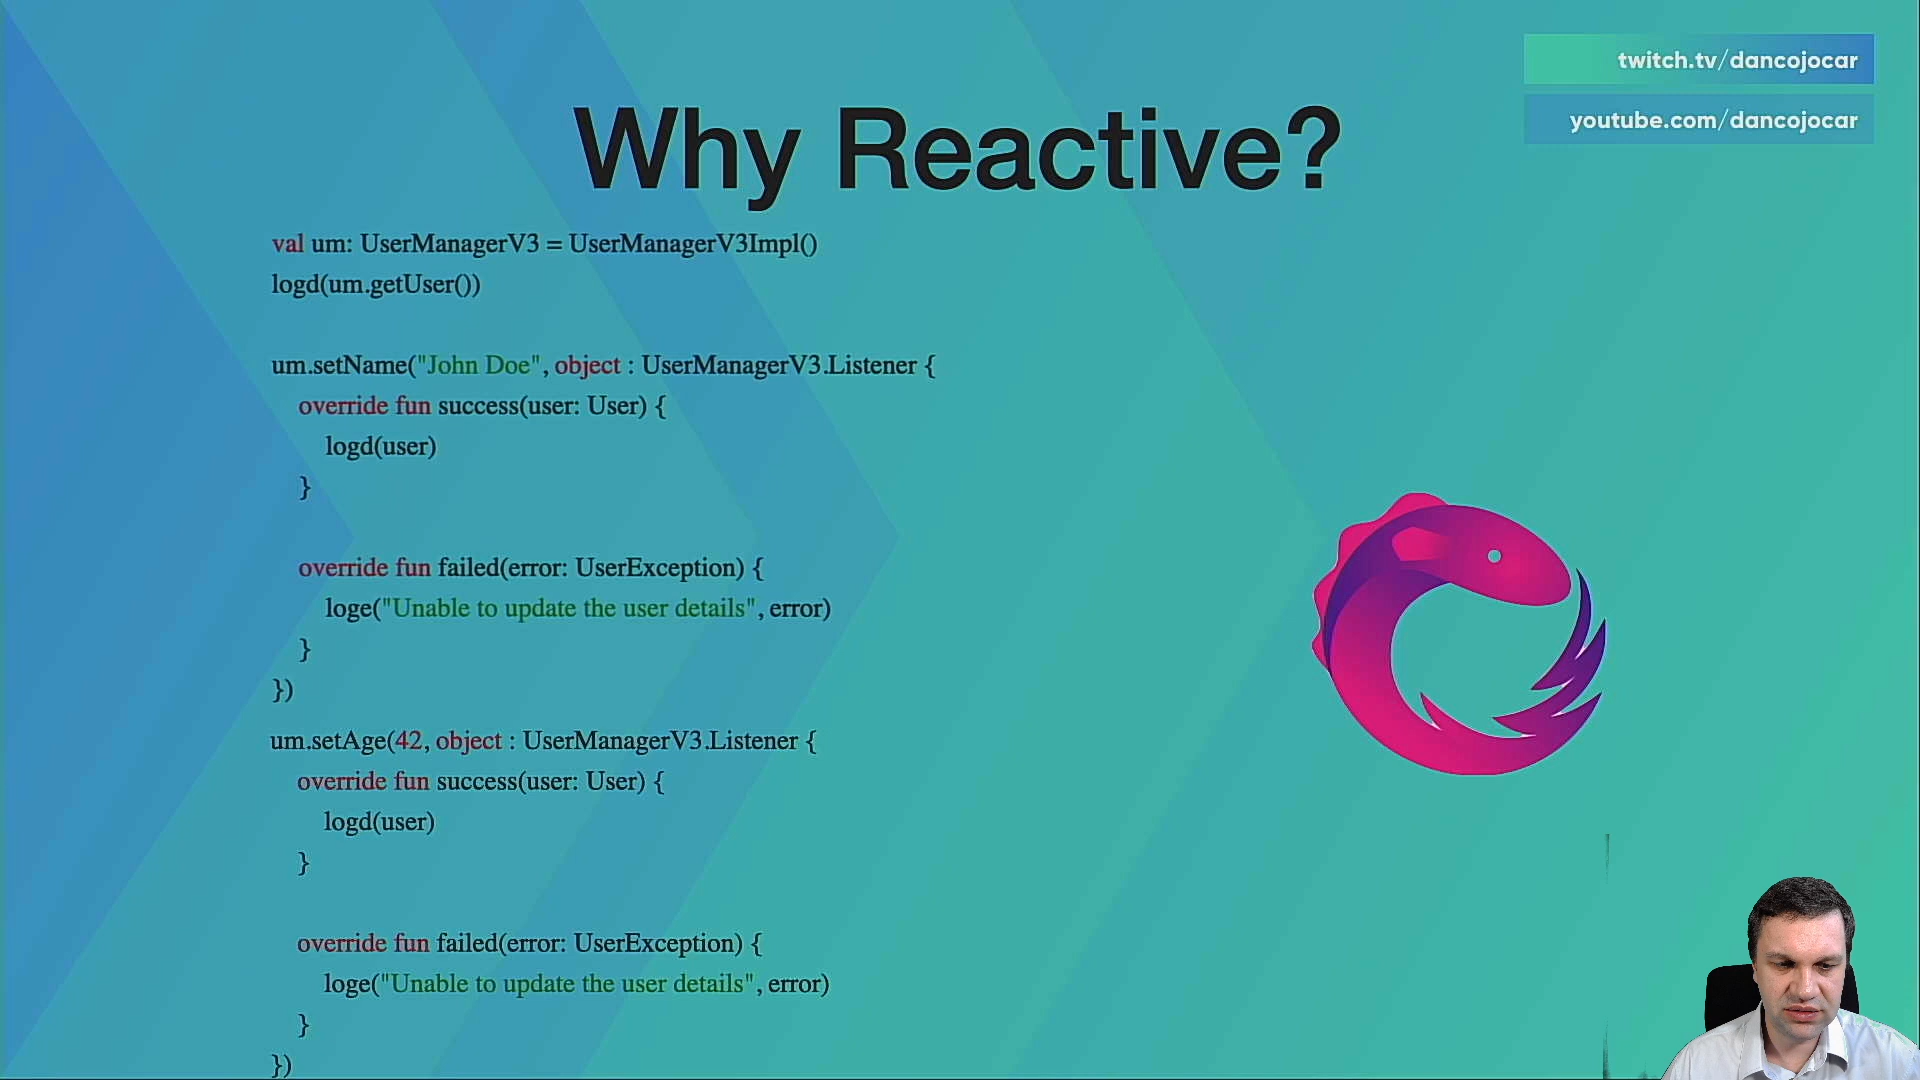 twitch.tv/dancojocar
youtube.com/dancojocar
Why Reactive?
val um: UserManagerV3 = UserManagerV3Impl()
logd(um.getUser())
um.setName("John Doe", object : UserManagerV3.Listener {
override fun success(user: User) {
logd(user)
}
override fun failed(error: UserException) {
loge("Unable to update the user details", error)
}
})
um.setAge(42, object : UserManagerV3.Listener {
override fun success(user: User) {
logd(user)
}
override fun failed(error: UserException) {
loge("Unable to update the user details", error)
}
})